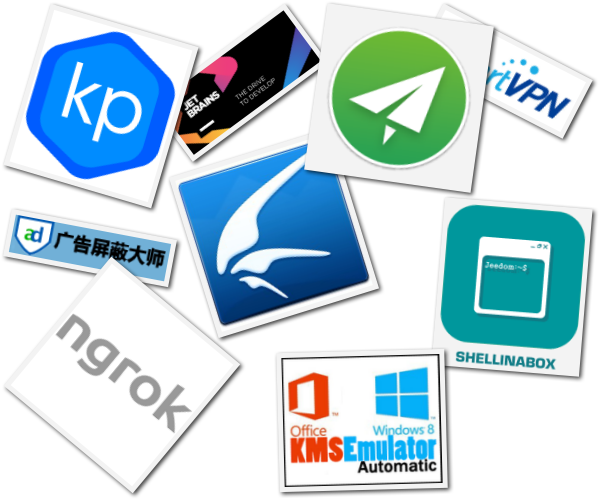 kp
JET
BRAINS
THE DRIVE
TO DEVELOP
rtVPN
ad 广告屏蔽大师
Jeedom:~$
SHELLINABOX
ngrok
Office
Windows 8
KMSEmulator
Automatic